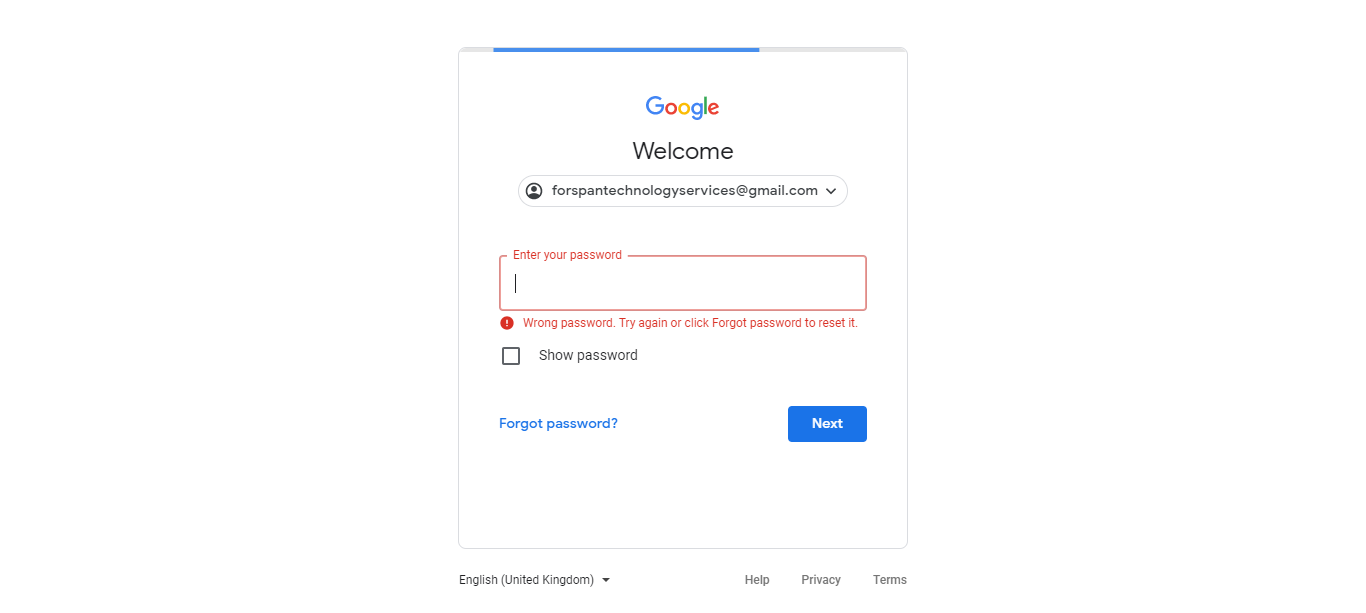 Google
Welcome
forspantechnologyservices@gmail.com
Enter your password
Wrong password. Try again or click Forgot password to reset it.
Show password
Forgot password? Next
English (United Kingdom) Help Privacy Terms